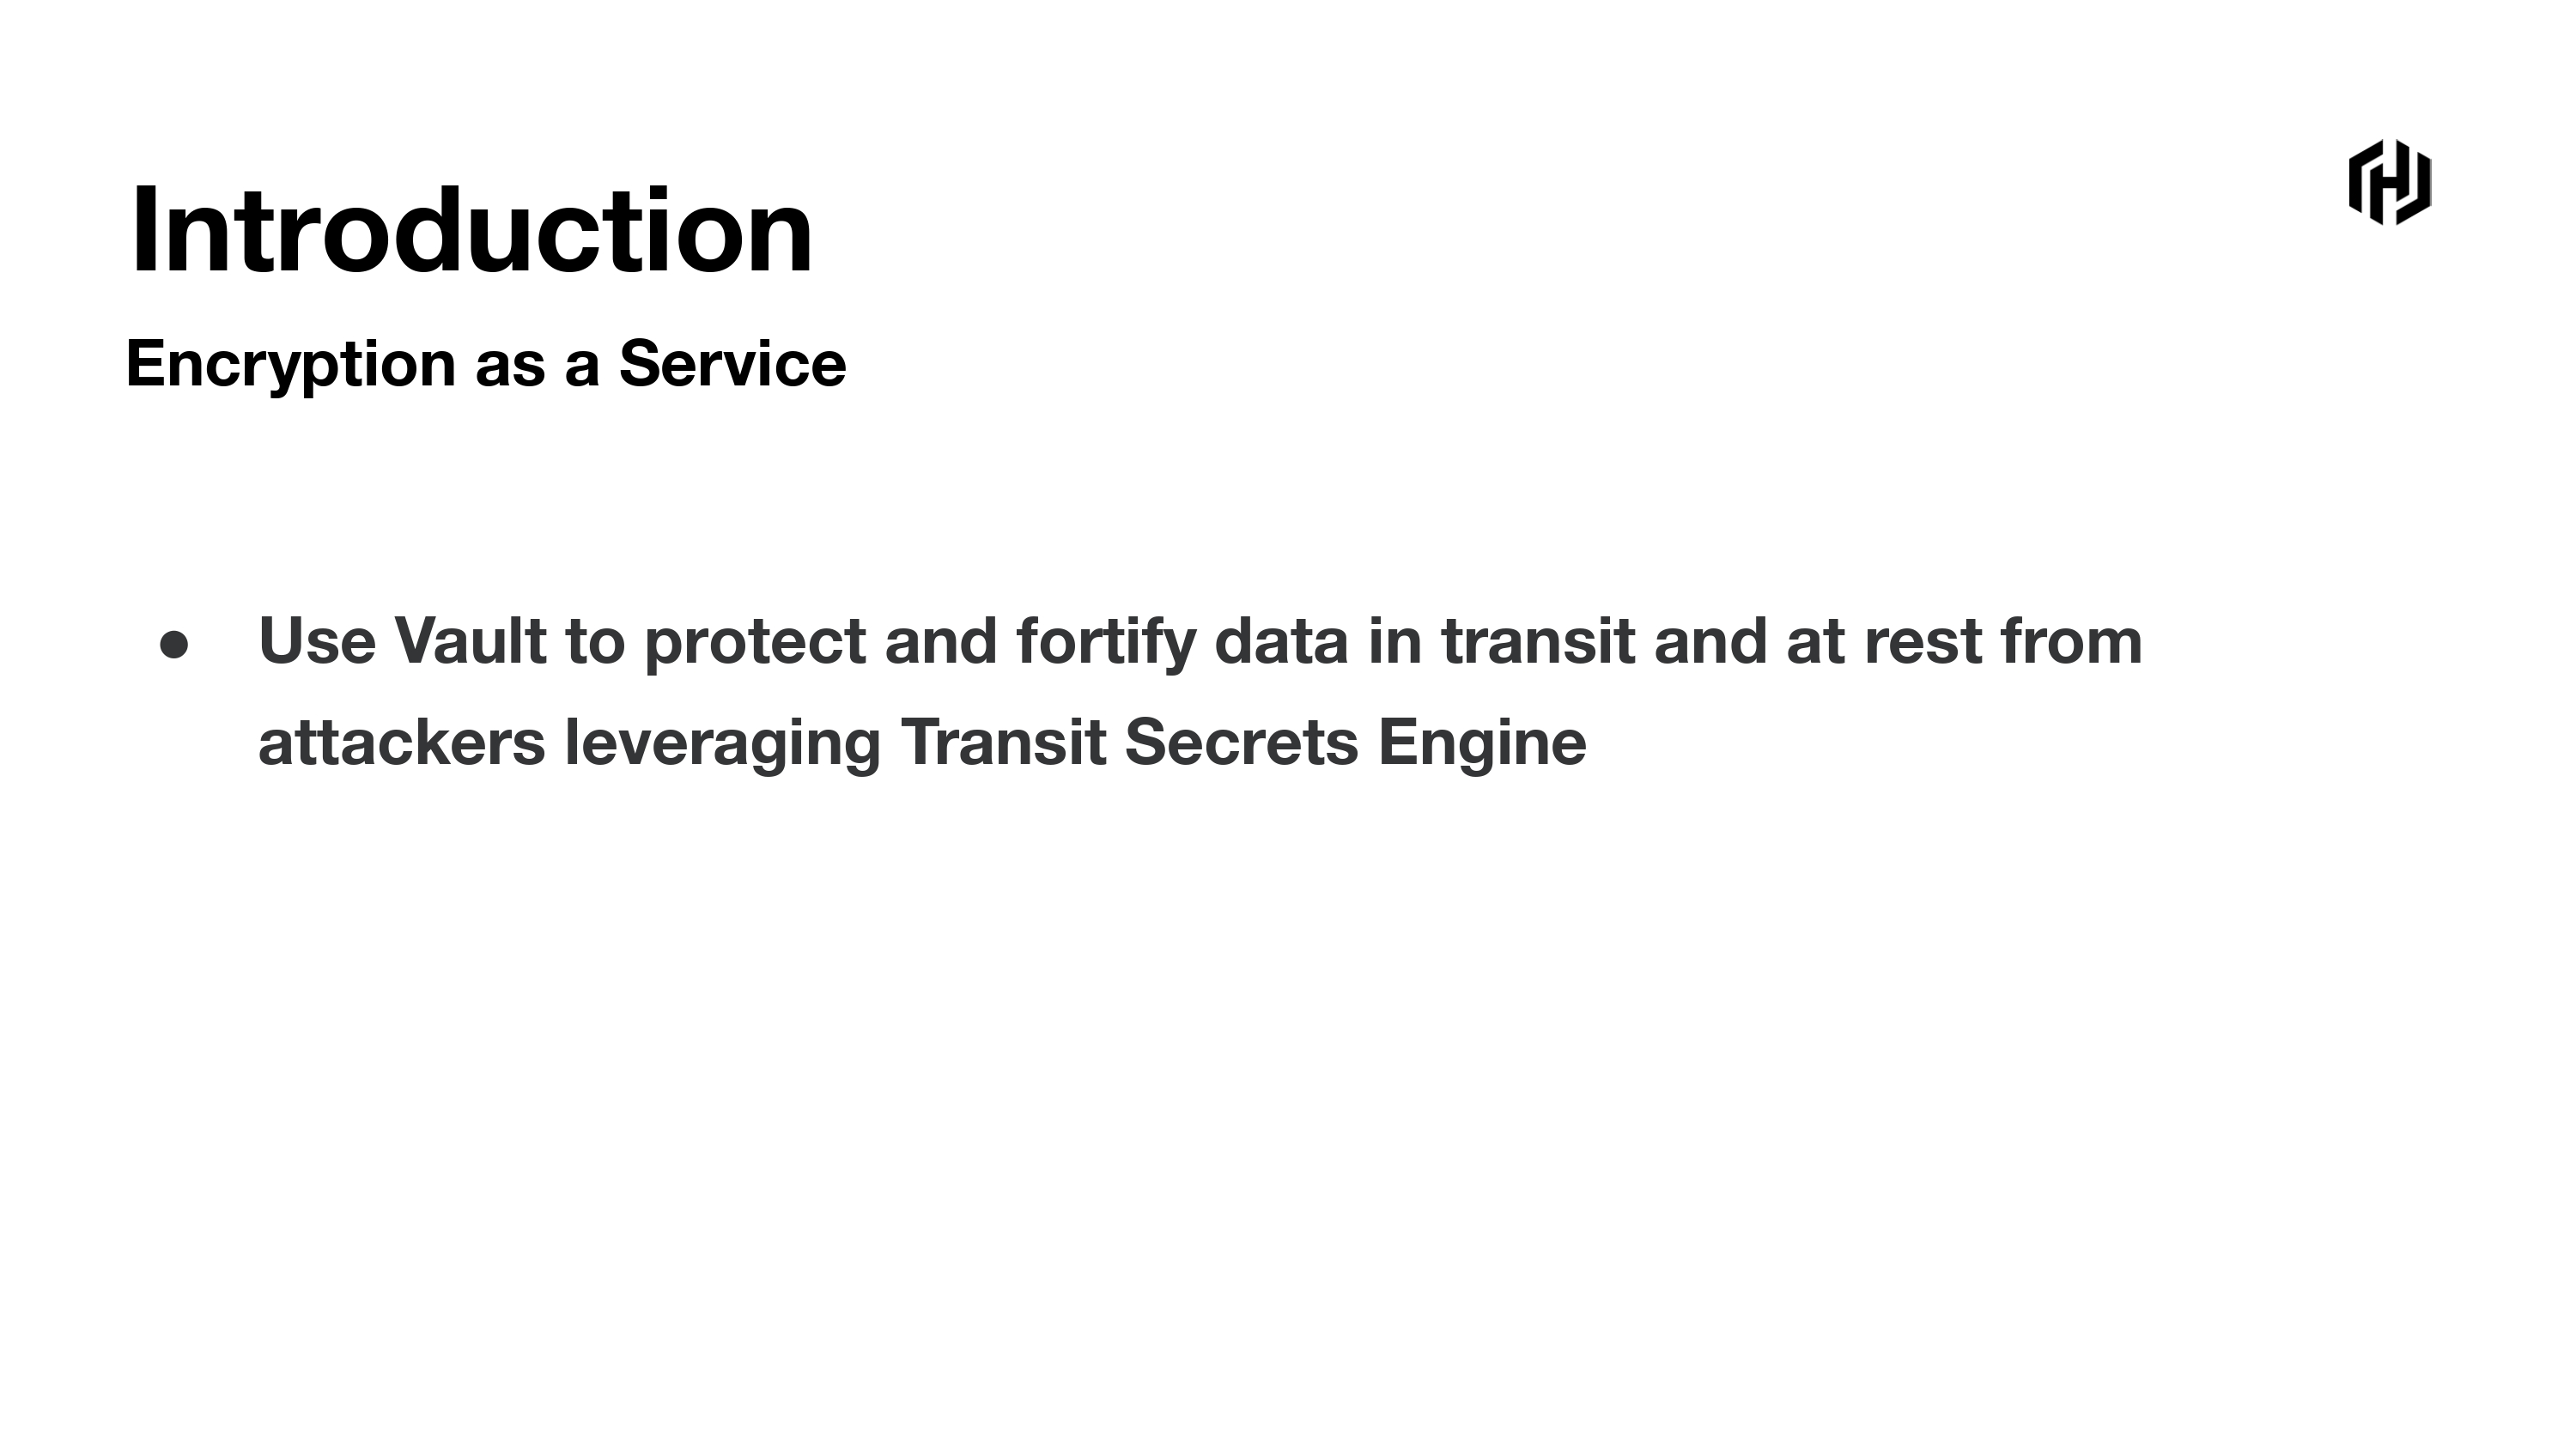 Introduction
Encryption as a Service
● Use Vault to protect and fortify data in transit and at rest from
attackers leveraging Transit Secrets Engine